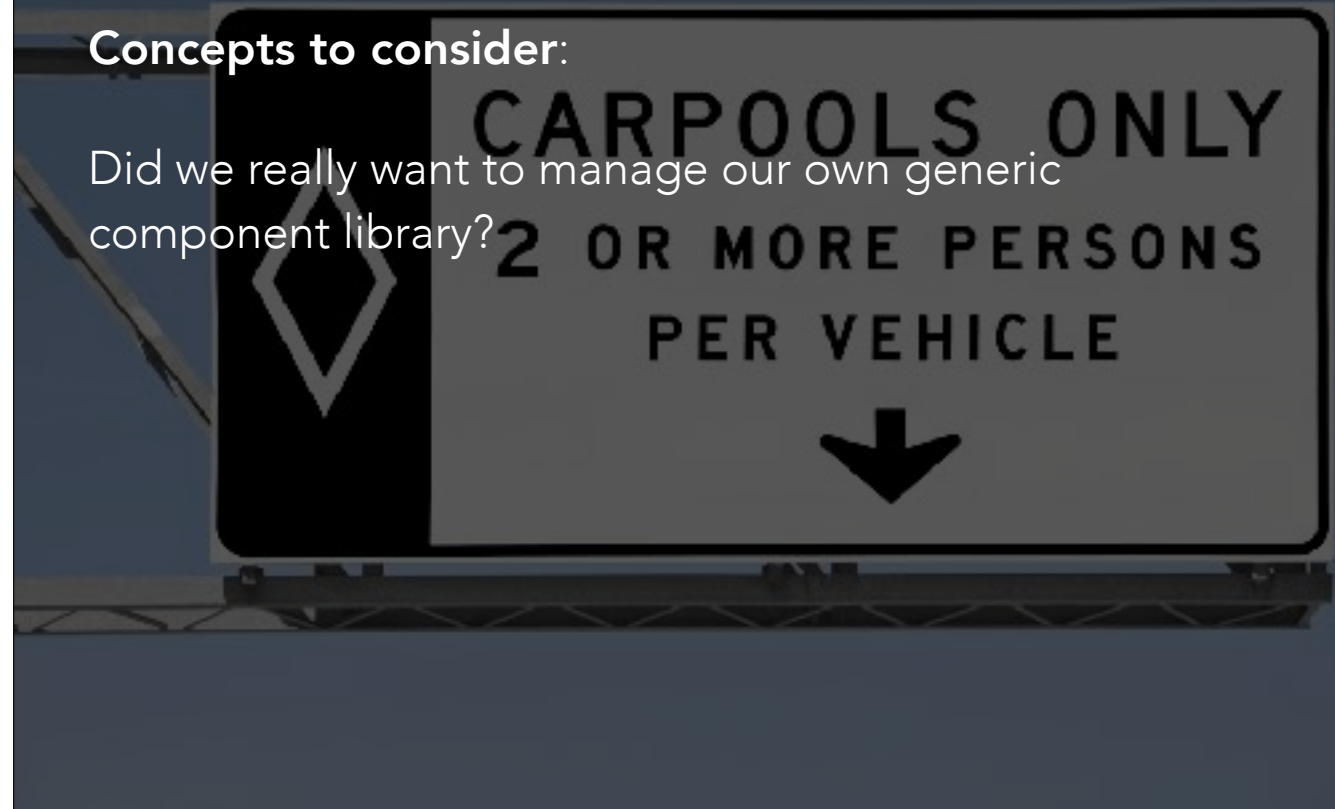 Concepts to consider:
CARPOOLS ONLY
Did we really want to manage our own generic
component library?
2 OR MORE PERSONS
PER VEHICLE